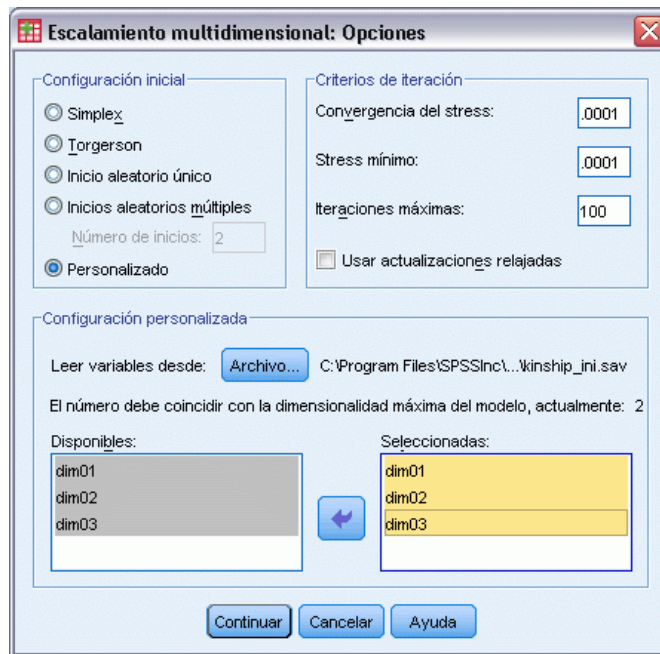 Escalamiento multidimensional: Opciones
Configuración inicial
Simplex
Torgerson
Inicio aleatorio único
Inicios aleatorios múltiples
Número de inicios: 2
Personalizado
Criterios de iteración
Convergencia del stress: .0001
Stress mínimo: .0001
Iteraciones máximas: 100
Usar actualizaciones relajadas
Configuración personalizada
Leer variables desde: Archivo... C:\Program Files\SPSSInc\...\kinship_ini.sav
El número debe coincidir con la dimensionalidad máxima del modelo, actualmente: 2
Disponibles:
dim01
dim02
dim03
Seleccionadas:
dim01
dim02
dim03
Continuar Cancelar Ayuda